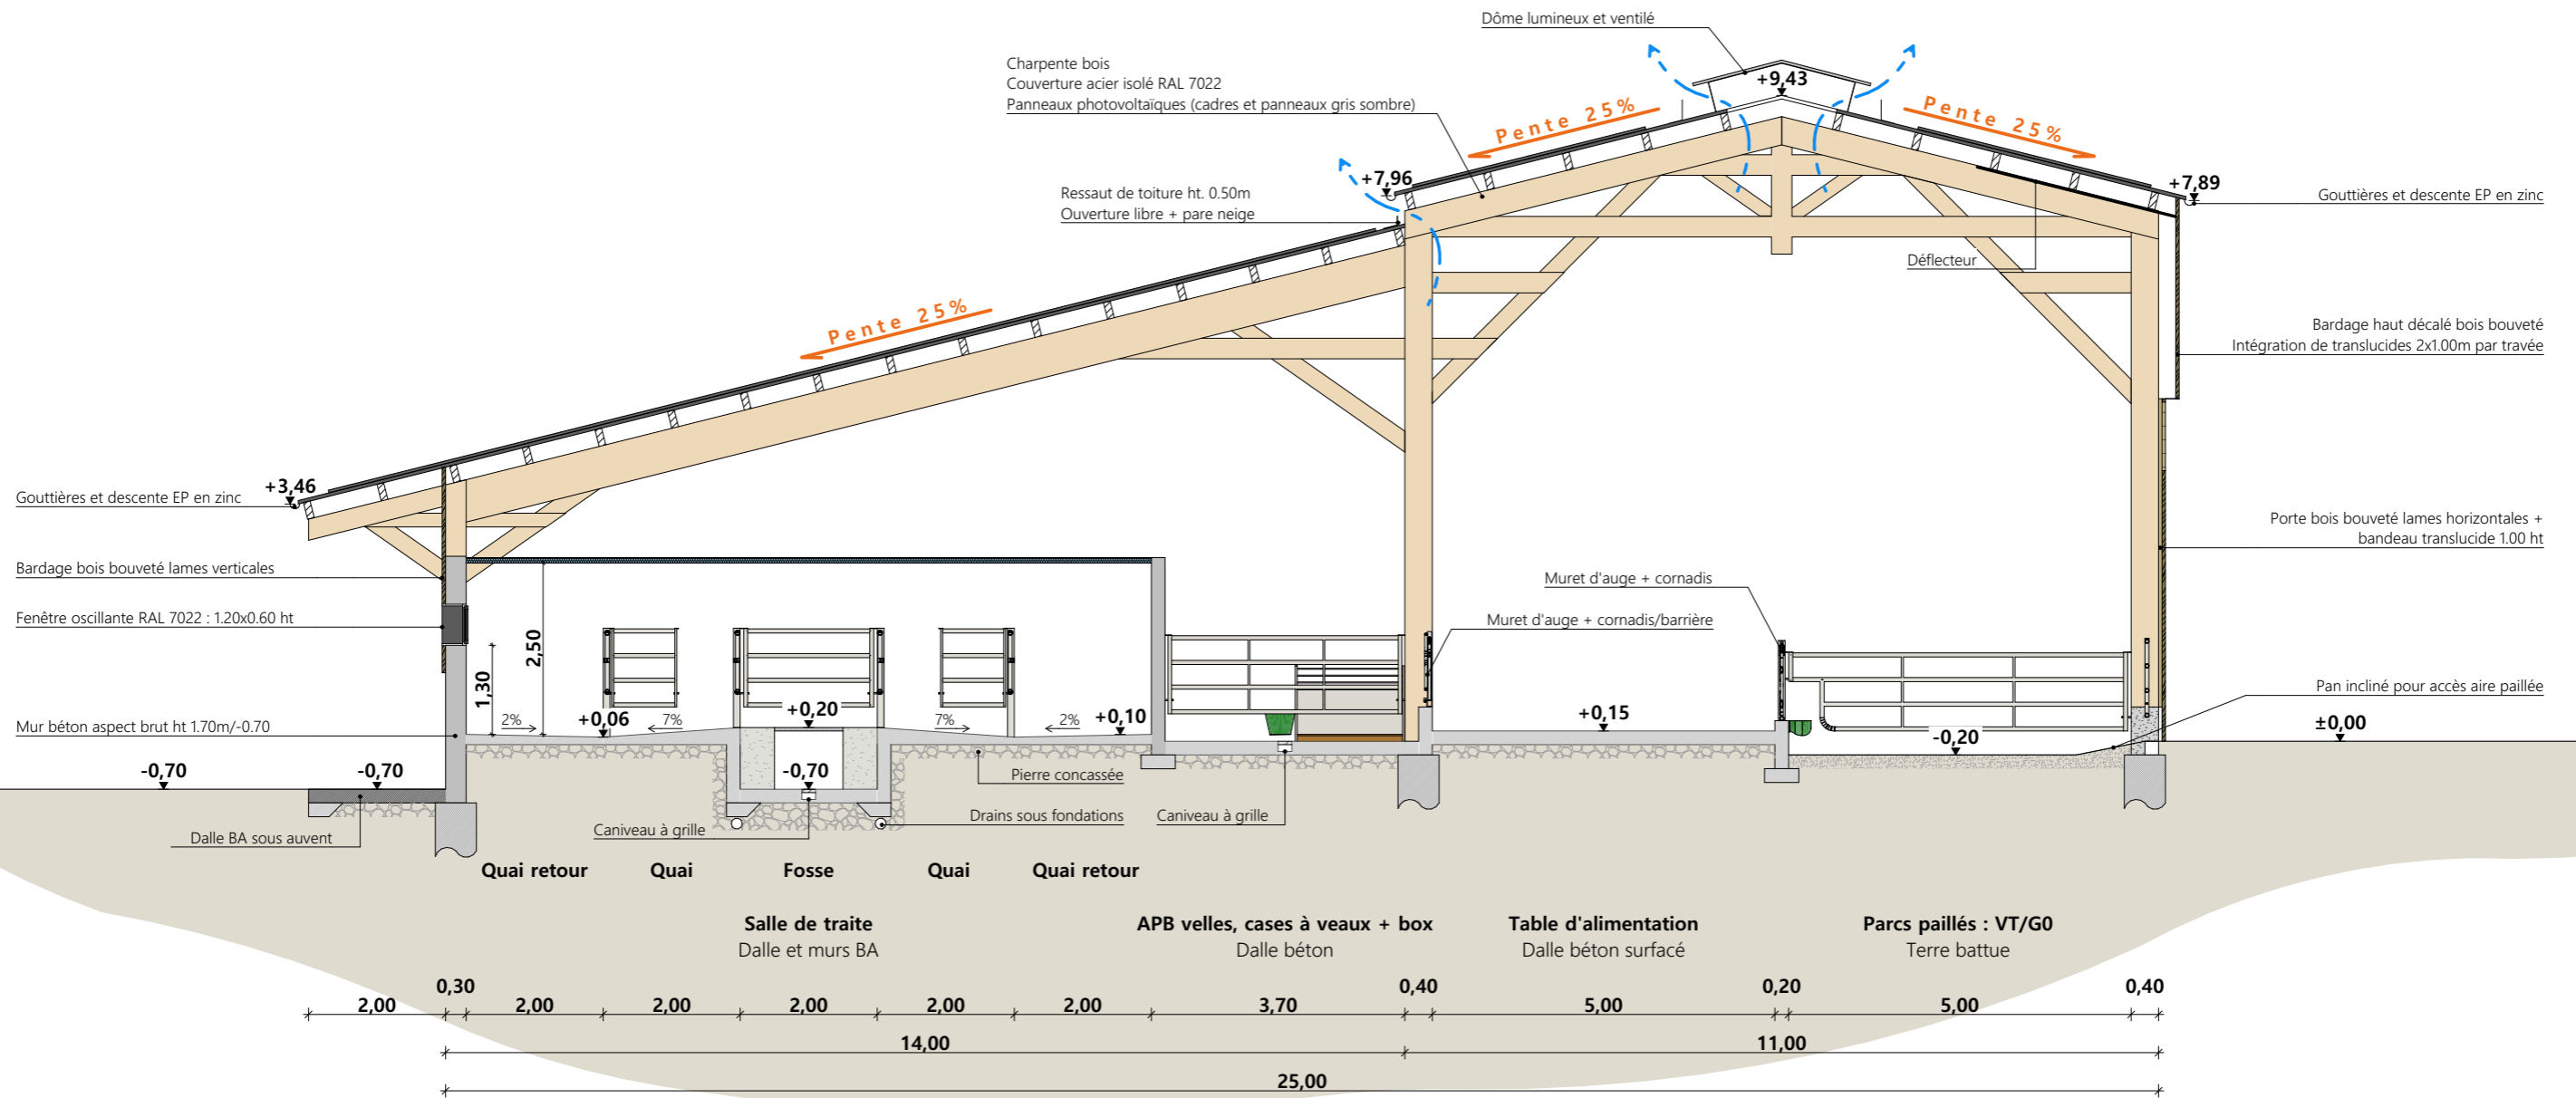 Dôme lumineux et ventilé
Charpente bois
Couverture acier isolé RAL 7022
Panneaux photovoltaïques (cadres et panneaux gris sombre)
+9,43
Pente 25%
Pente 25%
+7,96
+7,89
Ressaut de toiture ht. 0.50m
Ouverture libre + pare neige
Gouttières et descente EP en zinc
Déflecteur
Pente 25%
Bardage haut décalé bois bouveté
Intégration de translucides 2x1.00m par travée
+3,46
Gouttières et descente EP en zinc
Porte bois bouveté lames horizontales +
bandeau translucide 1.00 ht
Bardage bois bouveté lames verticales
Muret d'auge + cornadis
Fenêtre oscillante RAL 7022 : 1.20x0.60 ht
Muret d'auge + cornadis/barrière
2,50
1,30
Pan incliné pour accès aire paillée
Mur béton aspect brut ht 1.70m/-0.70
2%
+0,06
7%
+0,20
7%
2%
+0,10
+0,15
-0,20
±0,00
-0,70
-0,70
-0,70
Pierre concassée
Drains sous fondations
Caniveau à grille
Caniveau à grille
Dalle BA sous auvent
Quai retour
Quai
Fosse
Quai
Quai retour
Salle de traite
Dalle et murs BA
APB velles, cases à veaux + box
Dalle béton
Table d'alimentation
Dalle béton surfacé
Parcs paillés : VT/G0
Terre battue
2,00
0,30
2,00
2,00
2,00
2,00
2,00
3,70
0,40
5,00
0,20
5,00
0,40
14,00
11,00
25,00